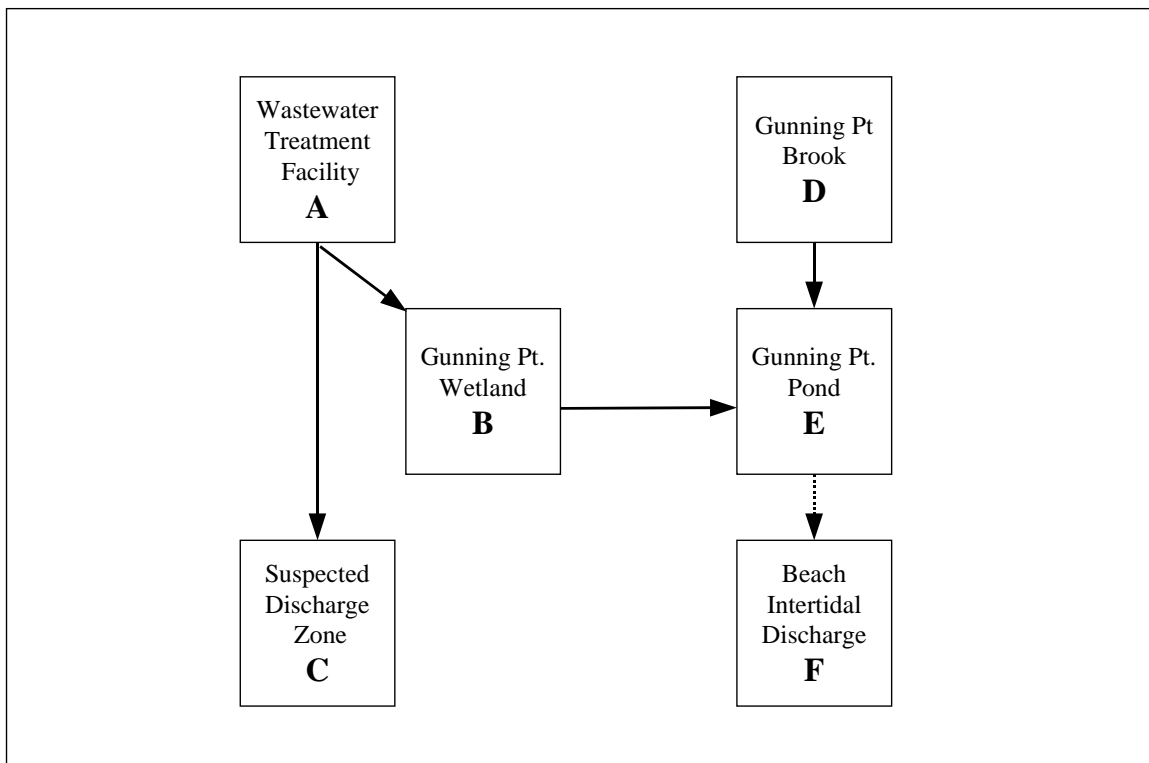 Wastewater
Treatment
Facility
A
Gunning Pt
Brook
D
Gunning Pt.
Wetland
B
Gunning Pt.
Pond
E
Suspected
Discharge
Zone
C
Beach
Intertidal
Discharge
F